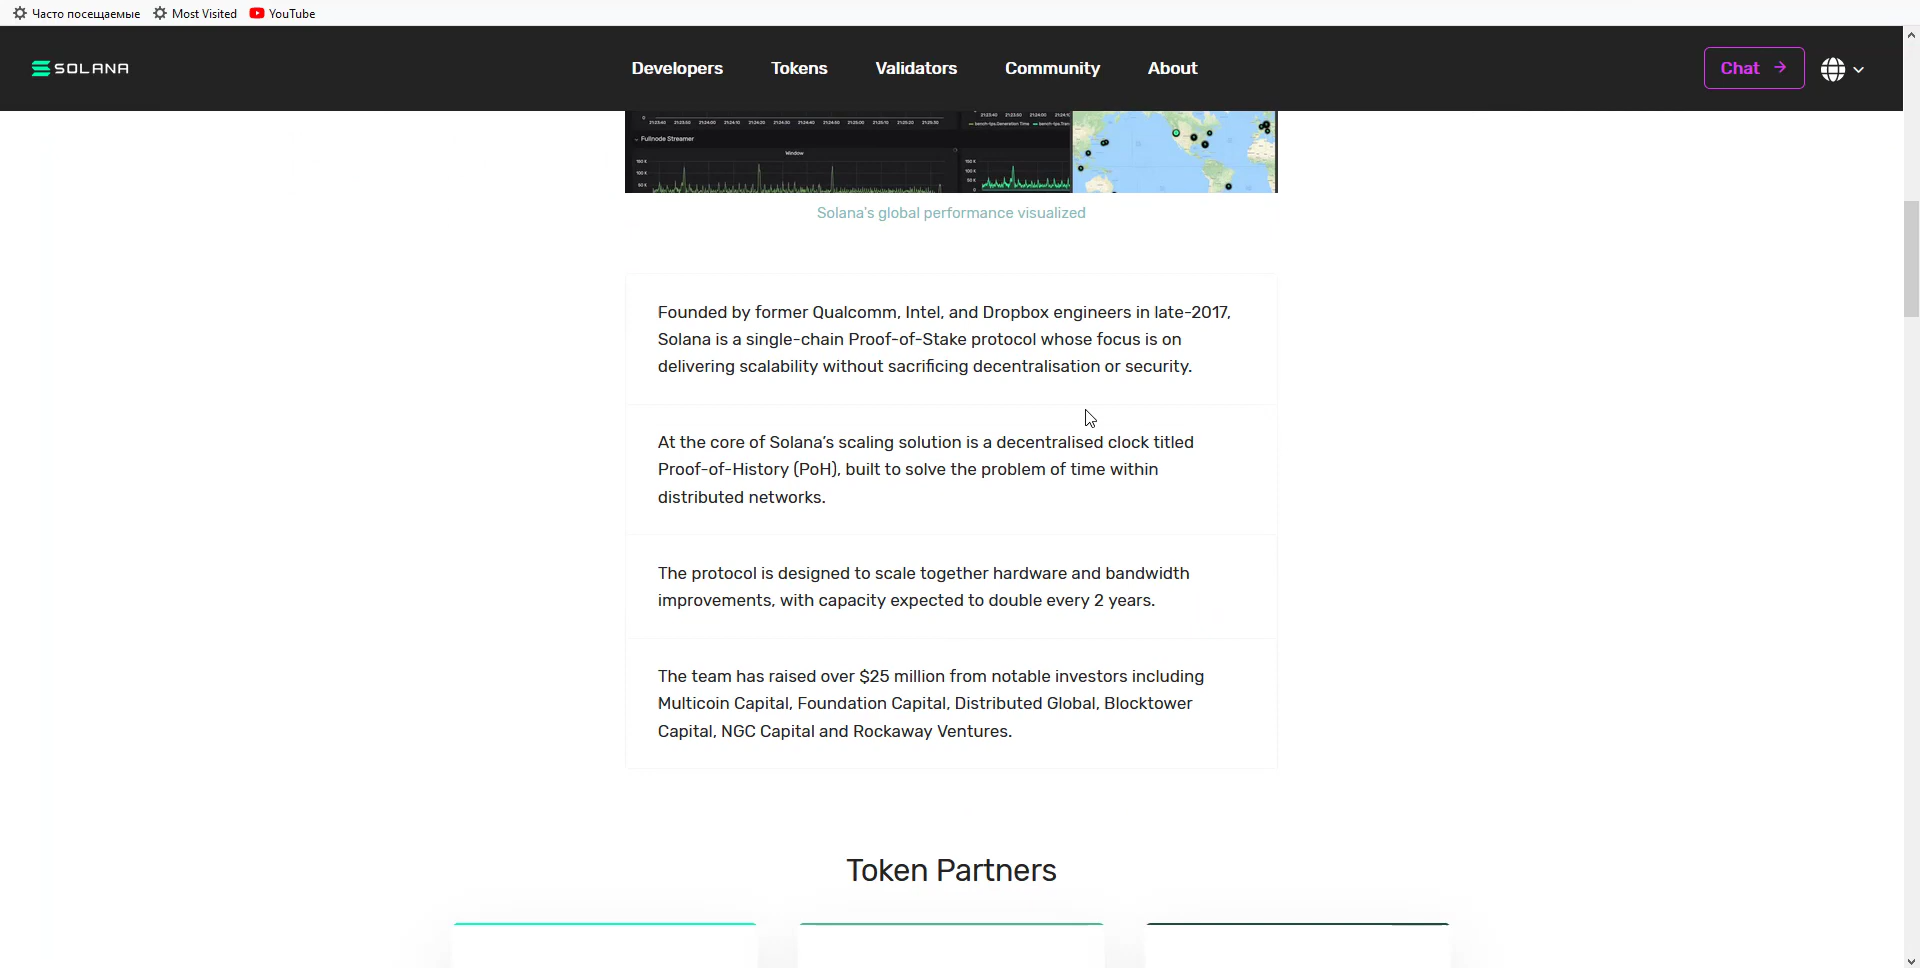 Часто посещаемые Most Visited YouTube
SOLANA Developers Tokens Validators Community About Chat
Fullnode Streamer
Window
Solana's global performance visualized
Founded by former Qualcomm, Intel, and Dropbox engineers in late-2017,
Solana is a single-chain Proof-of-Stake protocol whose focus is on
delivering scalability without sacrificing decentralisation or security.
At the core of Solana’s scaling solution is a decentralised clock titled
Proof-of-History (PoH), built to solve the problem of time within
distributed networks.
The protocol is designed to scale together hardware and bandwidth
improvements, with capacity expected to double every 2 years.
The team has raised over $25 million from notable investors including
Multicoin Capital, Foundation Capital, Distributed Global, Blocktower
Capital, NGC Capital and Rockaway Ventures.
Token Partners